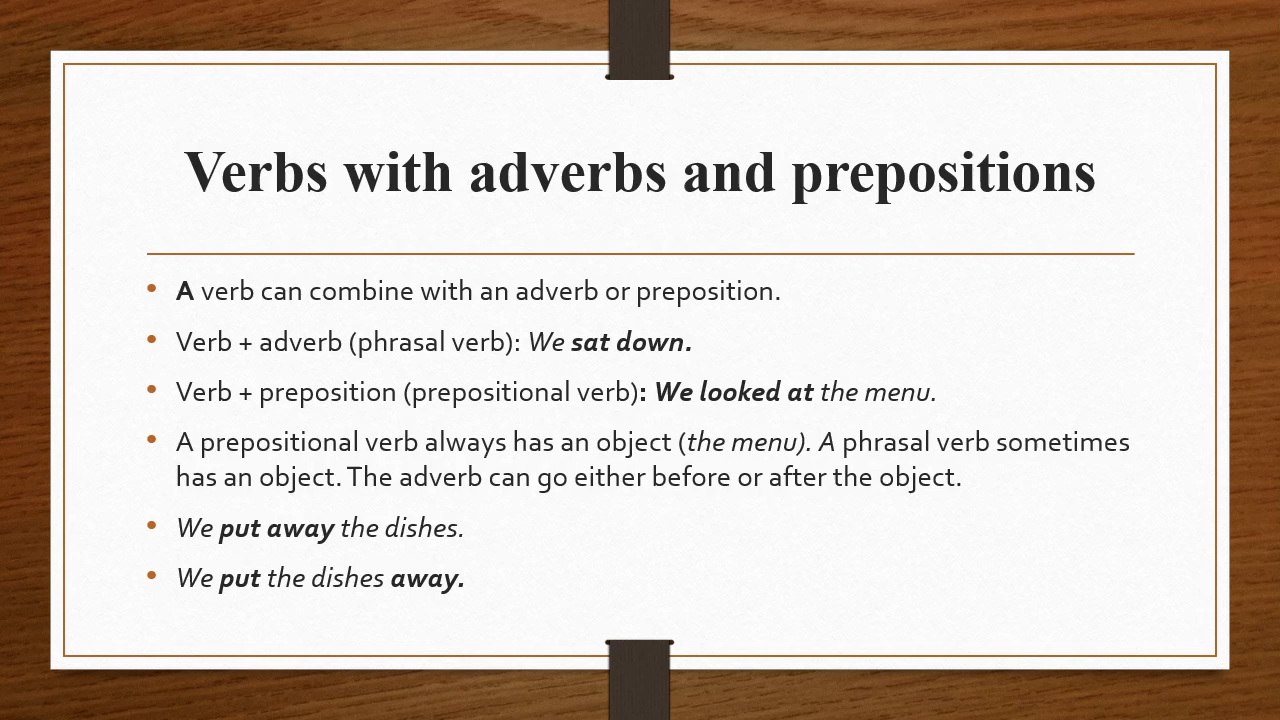 Verbs with adverbs and prepositions
• A verb can combine with an adverb or preposition.
• Verb + adverb (phrasal verb): We sat down.
• Verb + preposition (prepositional verb): We looked at the menu.
• A prepositional verb always has an object (the menu). A phrasal verb sometimes
has an object. The adverb can go either before or after the object.
• We put away the dishes.
• We put the dishes away.